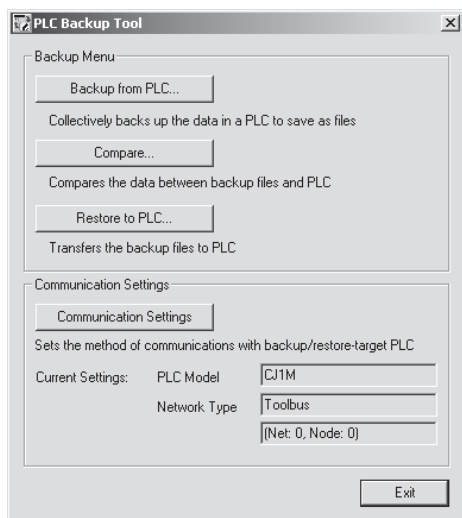 PLC Backup Tool
Backup Menu
Backup from PLC...
Collectively backs up the data in a PLC to save as files
Compare...
Compares the data between backup files and PLC
Restore to PLC...
Transfers the backup files to PLC
Communication Settings
Communication Settings
Sets the method of communications with backup/restore-target PLC
Current Settings: PLC Model CJ1M
Network Type Toolbus
(Net: 0, Node: 0)
Exit